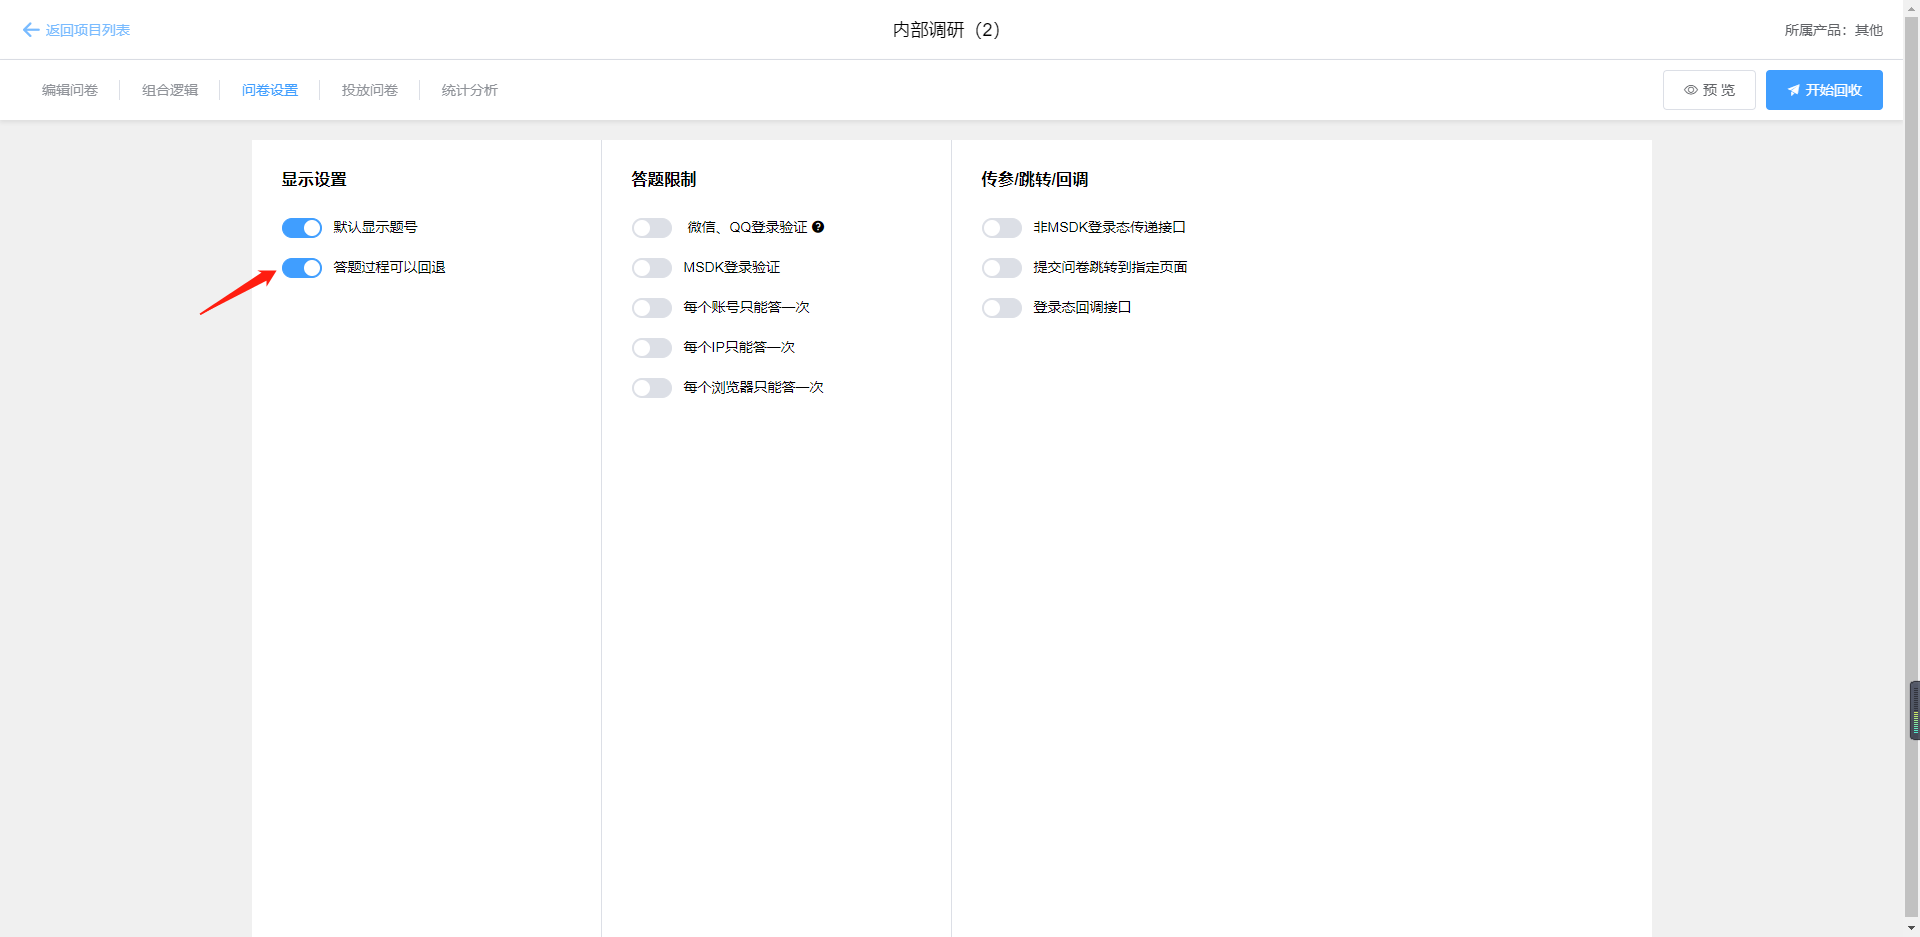 返回项目列表
内部调研（2）
所属产品：其他
编辑问卷
组合逻辑
问卷设置
投放问卷
统计分析
预 览
开始回收
显示设置
默认显示题号
答题过程可以回退
答题限制
微信、QQ登录验证
MSDK登录验证
每个账号只能答一次
每个IP只能答一次
每个浏览器只能答一次
传参/跳转/回调
非MSDK登录态传递接口
提交问卷跳转到指定页面
登录态回调接口